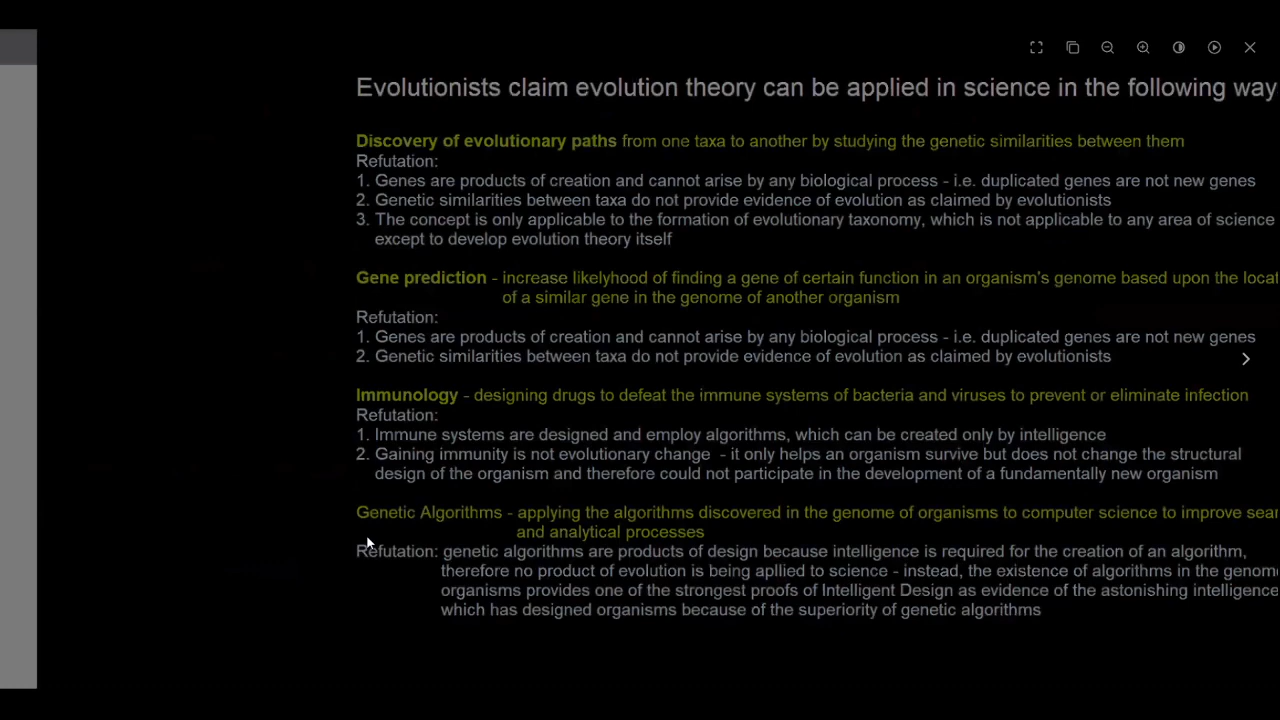 Evolutionists claim evolution theory can be applied in science in the following way
Discovery of evolutionary paths from one taxa to another by studying the genetic similarities between them
Refutation:
1. Genes are products of creation and cannot arise by any biological process - i.e. duplicated genes are not new genes
2. Genetic similarities between taxa do not provide evidence of evolution as claimed by evolutionists
3. The concept is only applicable to the formation of evolutionary taxonomy, which is not applicable to any area of science
except to develop evolution theory itself
Gene prediction - increase likelyhood of finding a gene of certain function in an organism's genome based upon the locat
of a similar gene in the genome of another organism
Refutation:
1. Genes are products of creation and cannot arise by any biological process - i.e. duplicated genes are not new genes
2. Genetic similarities between taxa do not provide evidence of evolution as claimed by evolutionists
Immunology - designing drugs to defeat the immune systems of bacteria and viruses to prevent or eliminate infection
Refutation:
1. Immune systems are designed and employ algorithms, which can be created only by intelligence
2. Gaining immunity is not evolutionary change - it only helps an organism survive but does not change the structural
design of the organism and therefore could not participate in the development of a fundamentally new organism
Genetic Algorithms - applying the algorithms discovered in the genome of organisms to computer science to improve sear
and analytical processes
Refutation: genetic algorithms are products of design because intelligence is required for the creation of an algorithm,
therefore no product of evolution is being apllied to science - instead, the existence of algorithms in the genom
organisms provides one of the strongest proofs of Intelligent Design as evidence of the astonishing intelligence
which has designed organisms because of the superiority of genetic algorithms